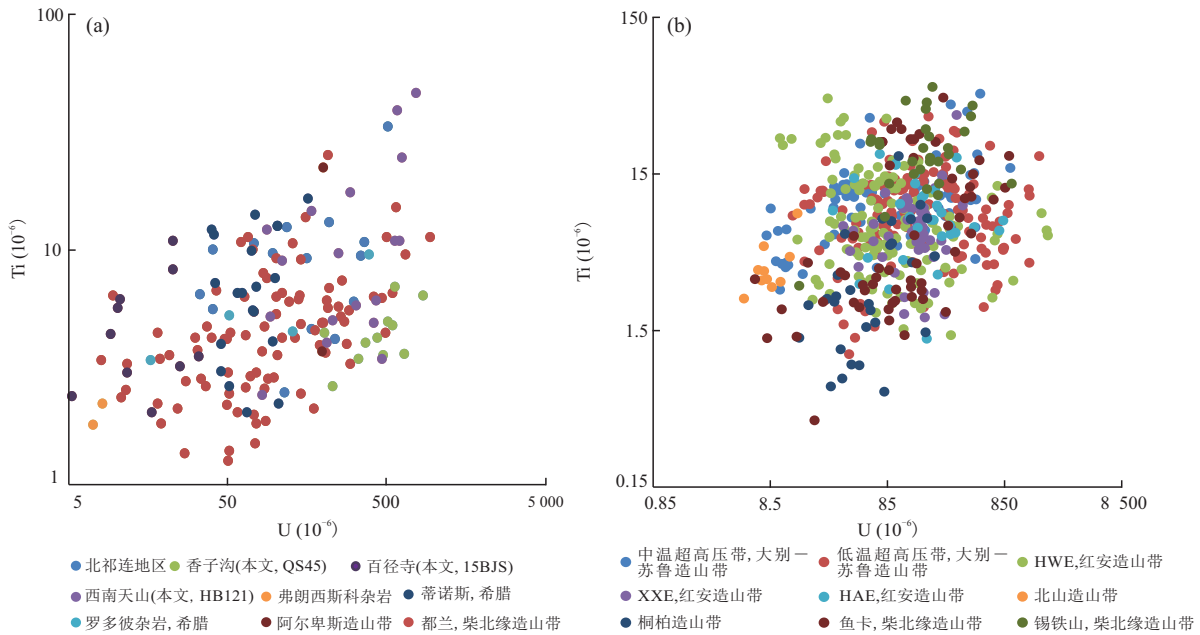 100
(a)
10
1
Ti (10⁻⁶)
5
50
500
5 000
U (10⁻⁶)
北祁连地区
香子沟(本文, QS45)
百径寺(本文, 15BJS)
西南天山(本文, HB121)
弗朗西斯科杂岩
蒂诺斯, 希腊
罗多彼杂岩, 希腊
阿尔卑斯造山带
都兰, 柴北缘造山带
150
(b)
15
1.5
0.15
Ti (10⁻⁶)
0.85
8.5
85
850
8 500
U (10⁻⁶)
中温超高压带, 大别－
苏鲁造山带
低温超高压带, 大别－
苏鲁造山带
HWE, 红安造山带
XXE,红安造山带
HAE, 红安造山带
北山造山带
桐柏造山带
鱼卡, 柴北缘造山带
锡铁山, 柴北缘造山带